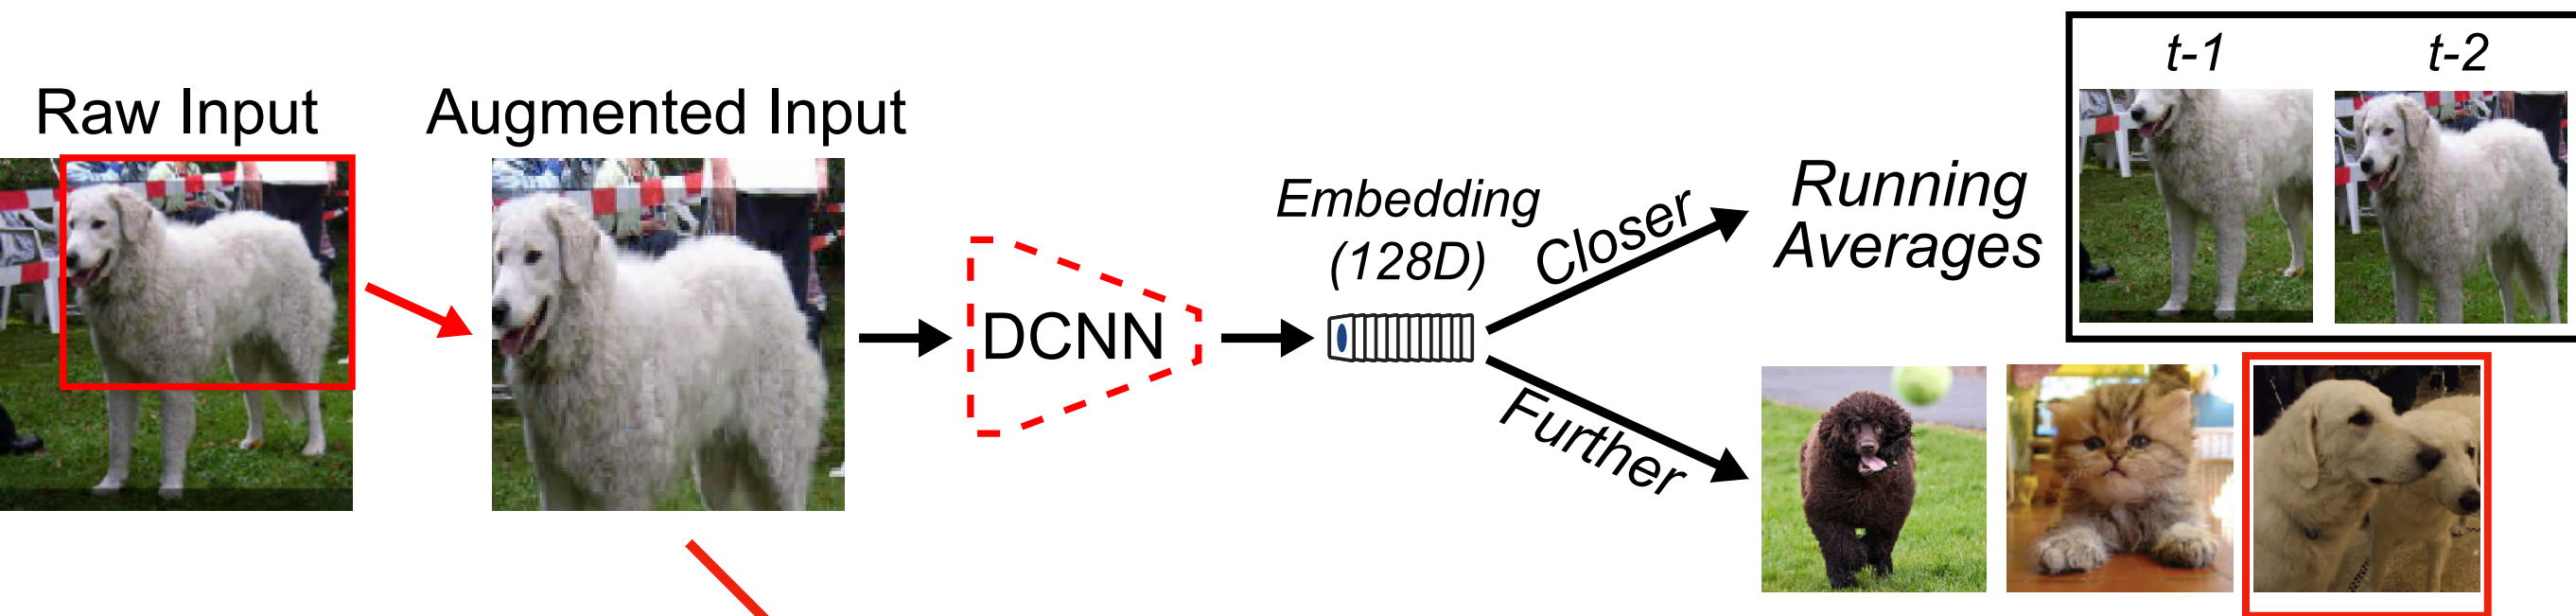 Raw Input
Augmented Input
DCNN
Embedding
(128D)
Closer
Further
Running
Averages
t-1
t-2